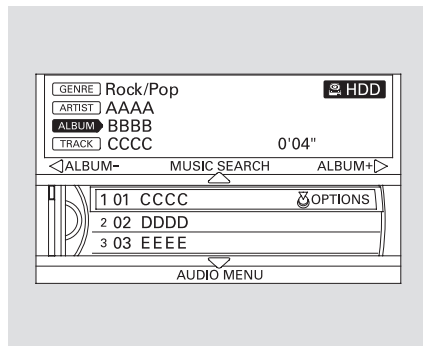 GENRE Rock/Pop HDD
ARTIST AAAA
ALBUM BBBB
TRACK CCCC 0'04"
ALBUM- MUSIC SEARCH ALBUM+
1 01 CCCC OPTIONS
2 02 DDDD
3 03 EEEE
AUDIO MENU